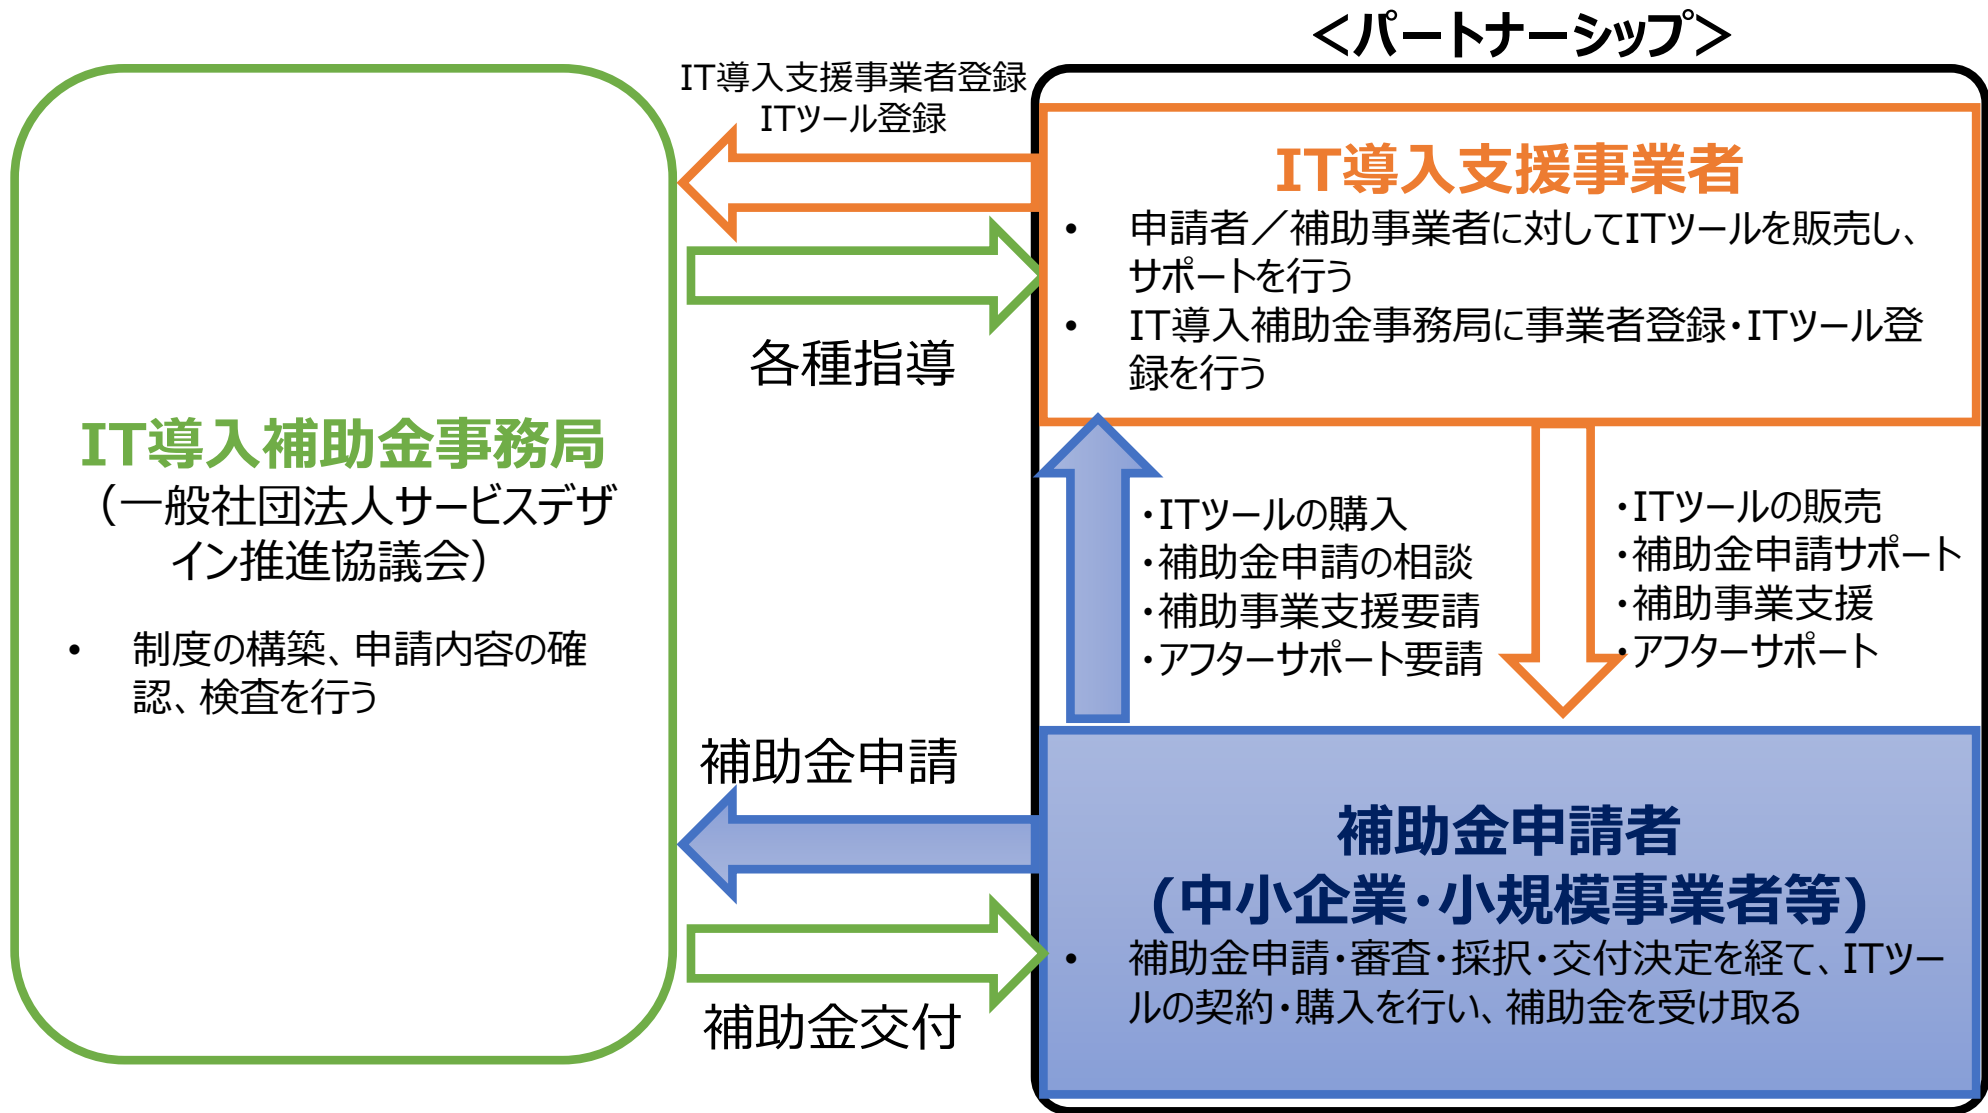 ＜パートナーシップ＞
IT導入支援事業者登録
ITツール登録
各種指導
IT導入補助金事務局
（一般社団法人サービスデザ
イン推進協議会）
• 制度の構築、申請内容の確
認、検査を行う
補助金申請
補助金交付
IT導入支援事業者
• 申請者／補助事業者に対してITツールを販売し、
サポートを行う
• IT導入補助金事務局に事業者登録・ITツール登
録を行う
・ITツールの購入
・補助金申請の相談
・補助事業支援要請
・アフターサポート要請
・ITツールの販売
・補助金申請サポート
・補助事業支援
・アフターサポート
補助金申請者
(中小企業・小規模事業者等)
• 補助金申請・審査・採択・交付決定を経て、ITツー
ルの契約・購入を行い、補助金を受け取る